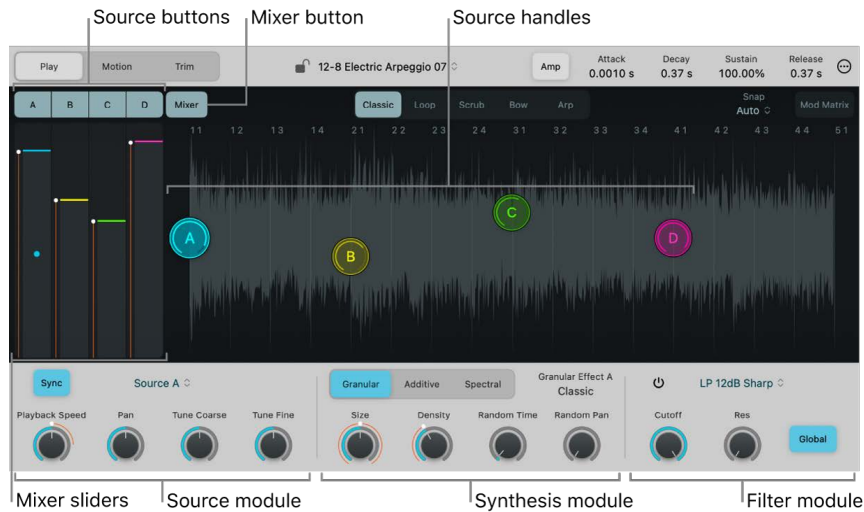 Source buttons Mixer button Source handles
Play Motion Trim 12-8 Electric Arpeggio 07 Amp Attack 0.0010 s Decay 0.37 s Sustain 100.00% Release 0.37 s
A B C D Mixer Classic Loop Scrub Bow Arp Snap Auto Mod Matrix
1 1 1 2 1 3 1 4 2 1 2 2 2 3 2 4 3 1 3 2 3 3 3 4 4 1 4 2 4 3 4 4 5 1
A B C D
Sync Source A Granular Additive Spectral Granular Effect A Classic LP 12dB Sharp
Playback Speed Pan Tune Coarse Tune Fine Size Density Random Time Random Pan Cutoff Res Global
Mixer sliders Source module Synthesis module Filter module